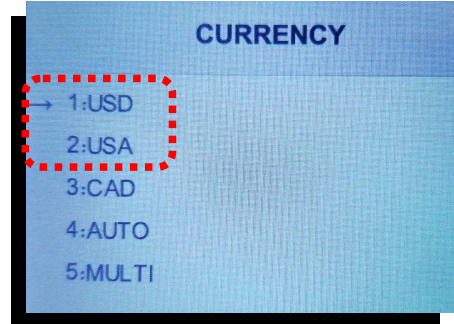 CURRENCY
→ 1:USD
2:USA
3:CAD
4:AUTO
5:MULTI